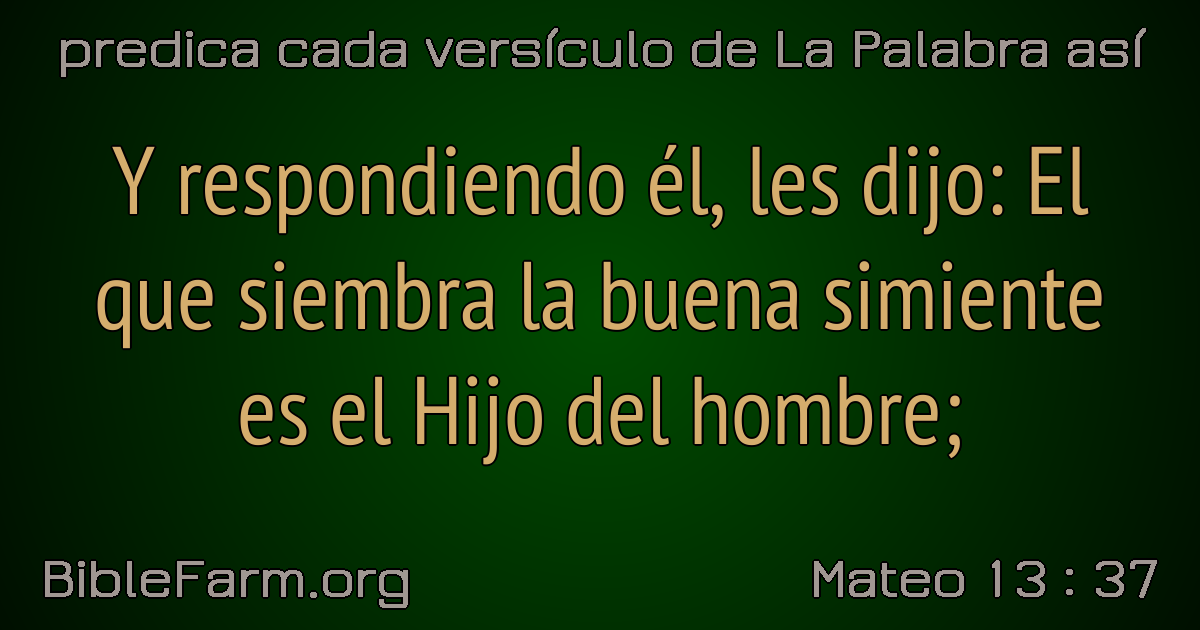 predica cada versículo de La Palabra así
Y respondiendo él, les dijo: El
que siembra la buena simiente
es el Hijo del hombre;
BibleFarm.org
Mateo 13 : 37